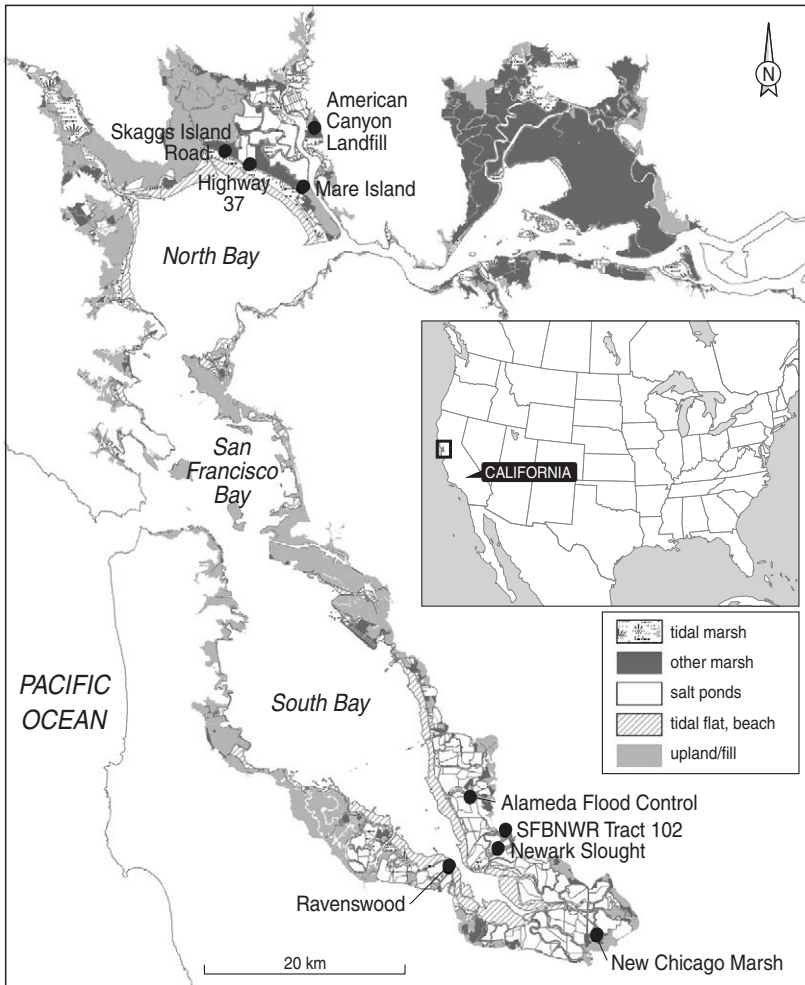 American
Canyon
Landfill
Skaggs Island
Road
Highway
37
Mare Island
North Bay
N
San
Francisco
Bay
CALIFORNIA
tidal marsh
other marsh
salt ponds
tidal flat, beach
upland/fill
PACIFIC
OCEAN
South Bay
Alameda Flood Control
SFBNWR Tract 102
Newark Slought
Ravenswood
New Chicago Marsh
20 km